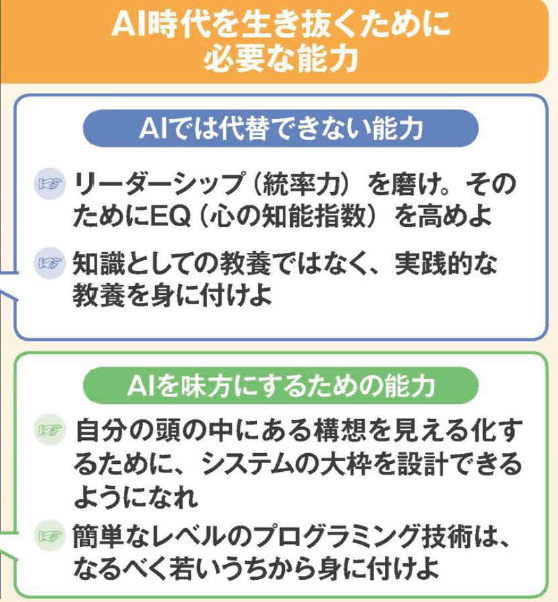 AI時代を生き抜くために
必要な能力
AIでは代替できない能力
☞ リーダーシップ（統率力）を磨け。その
ためにEQ（心の知能指数）を高めよ
☞ 知識としての教養ではなく、実践的な
教養を身に付けよ
AIを味方にするための能力
☞ 自分の頭の中にある構想を見える化す
るために、システムの大枠を設計できる
ようになれ
☞ 簡単なレベルのプログラミング技術は、
なるべく若いうちから身に付けよ